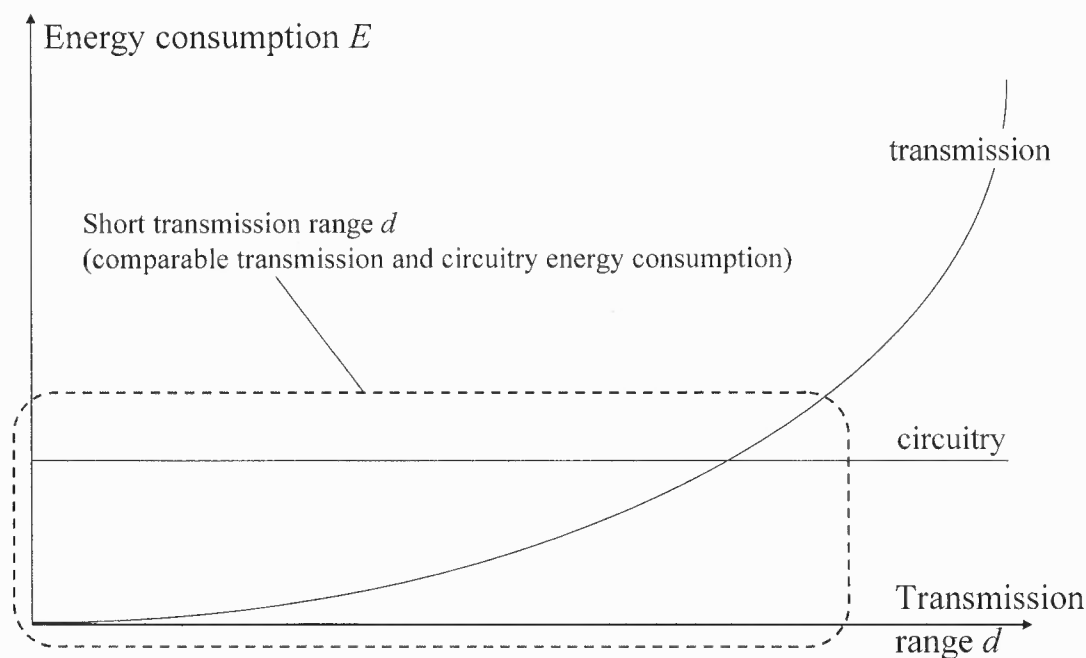 Energy consumption E
transmission
Short transmission range d
(comparable transmission and circuitry energy consumption)
circuitry
Transmission
range d